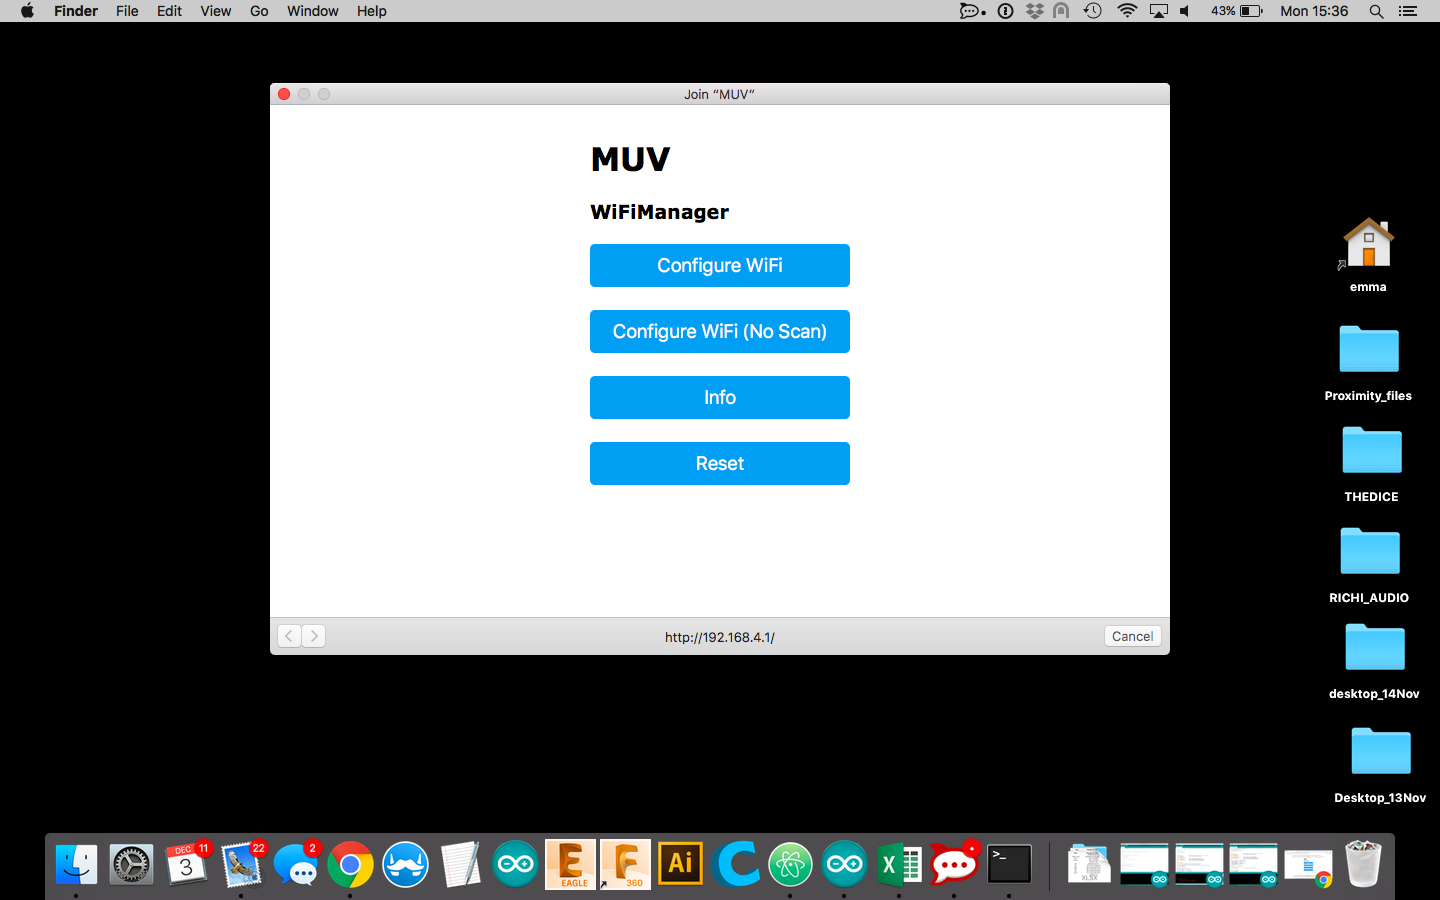 Finder File Edit View Go Window Help 43% Mon 15:36
Join “MUV”
MUV
WiFiManager
Configure WiFi
Configure WiFi (No Scan)
Info
Reset
http://192.168.4.1/
Cancel
emma
Proximity_files
THEDICE
RICHI_AUDIO
desktop_14Nov
Desktop_13Nov
DEC
3
11
22
2
E
EAGLE
F
360
Ai
>_
XLSX